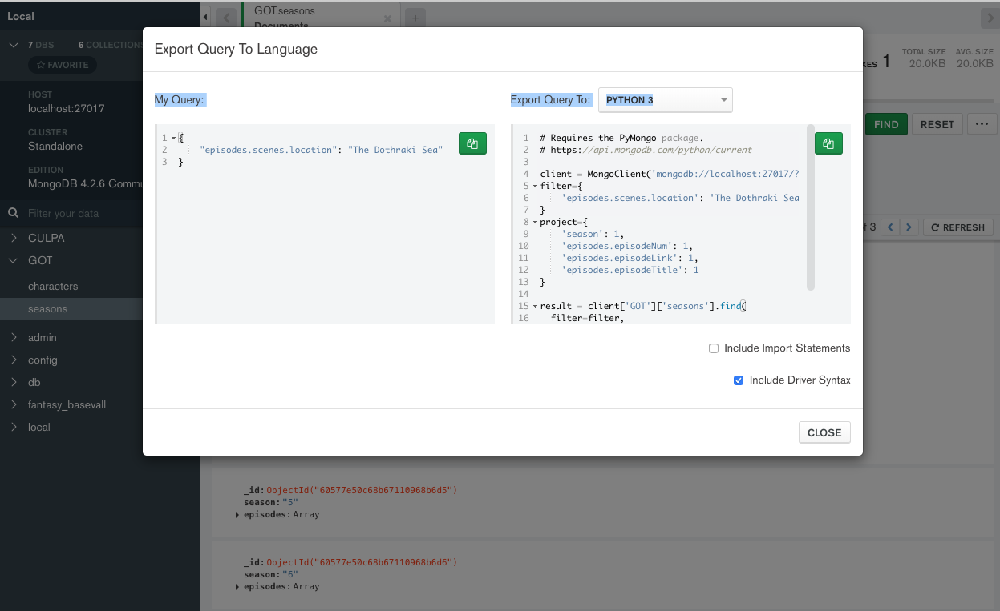 Local
7 DBS 6 COLLECTION
FAVORITE
HOST
localhost:27017
CLUSTER
Standalone
EDITION
MongoDB 4.2.6 Commu
Filter your data
CULPA
GOT
characters
seasons
admin
config
db
fantasy_basevall
local
GOT.seasons
Documents
1
TOTAL SIZE
20.0KB
AVG. SIZE
20.0KB
FIND
RESET
3
REFRESH
Export Query To Language
My Query:
1 {
2 "episodes.scenes.location": "The Dothraki Sea"
3 }
Export Query To: PYTHON 3
1 # Requires the PyMongo package.
2 # https://api.mongodb.com/python/current
3
4 client = MongoClient('mongodb://localhost:27017/?
5 filter={
6 'episodes.scenes.location': 'The Dothraki Sea
7 }
8 project={
9 'season': 1,
10 'episodes.episodeNum': 1,
11 'episodes.episodeLink': 1,
12 'episodes.episodeTitle': 1
13 }
14
15 result = client['GOT']['seasons'].find(
16 filter=filter,
Include Import Statements
Include Driver Syntax
CLOSE
_id:ObjectId("60577e50c68b67110968b6d5")
season:"5"
episodes:Array
_id:ObjectId("60577e50c68b67110968b6d6")
season:"6"
episodes:Array